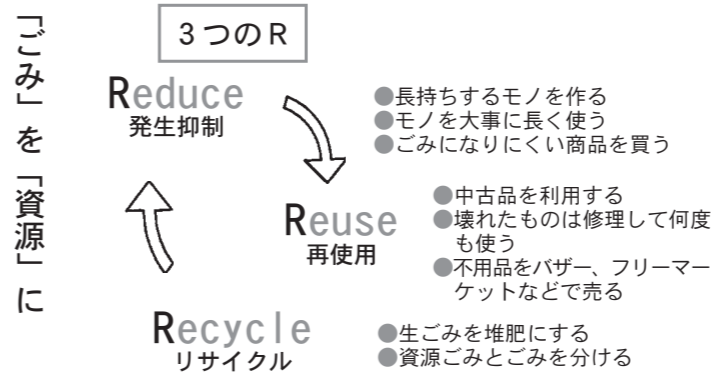 「ごみ」を「資源」に
3つのR
Reduce
発生抑制
●長持ちするモノを作る
●モノを大事に長く使う
●ごみになりにくい商品を買う
Reuse
再使用
●中古品を利用する
●壊れたものは修理して何度
も使う
●不用品をバザー、フリーマー
ケットなどで売る
Recycle
リサイクル
●生ごみを堆肥にする
●資源ごみとごみを分ける